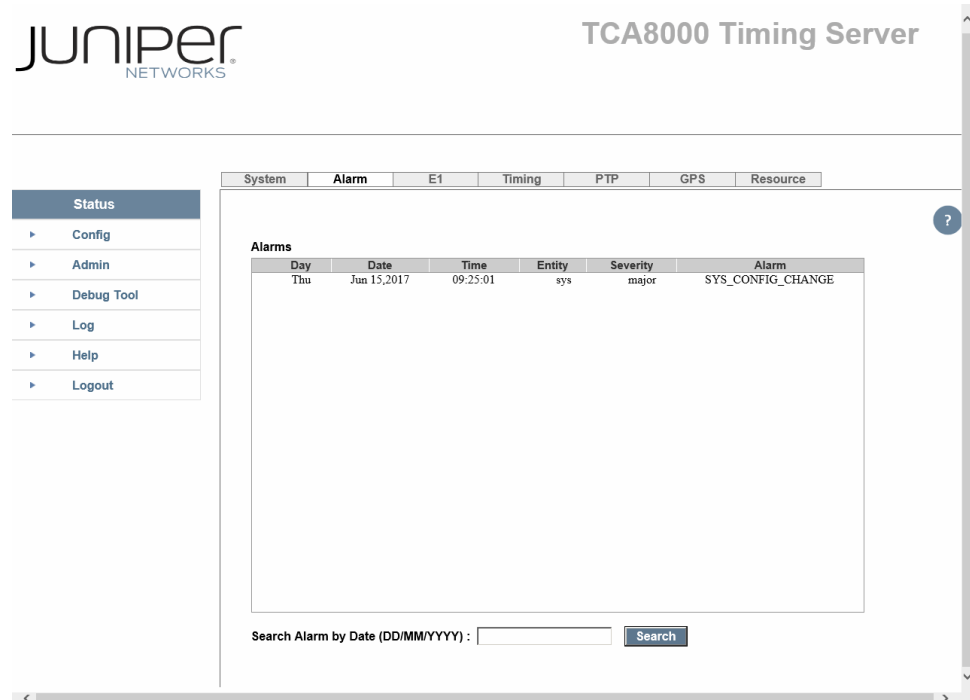 JUNIPER
NETWORKS
TCA8000 Timing Server
System Alarm E1 Timing PTP GPS Resource
Status
Config
Admin
Debug Tool
Log
Help
Logout
?
Alarms
Day Date Time Entity Severity Alarm
Thu Jun 15,2017 09:25:01 sys major SYS_CONFIG_CHANGE
Search Alarm by Date (DD/MM/YYYY) : Search